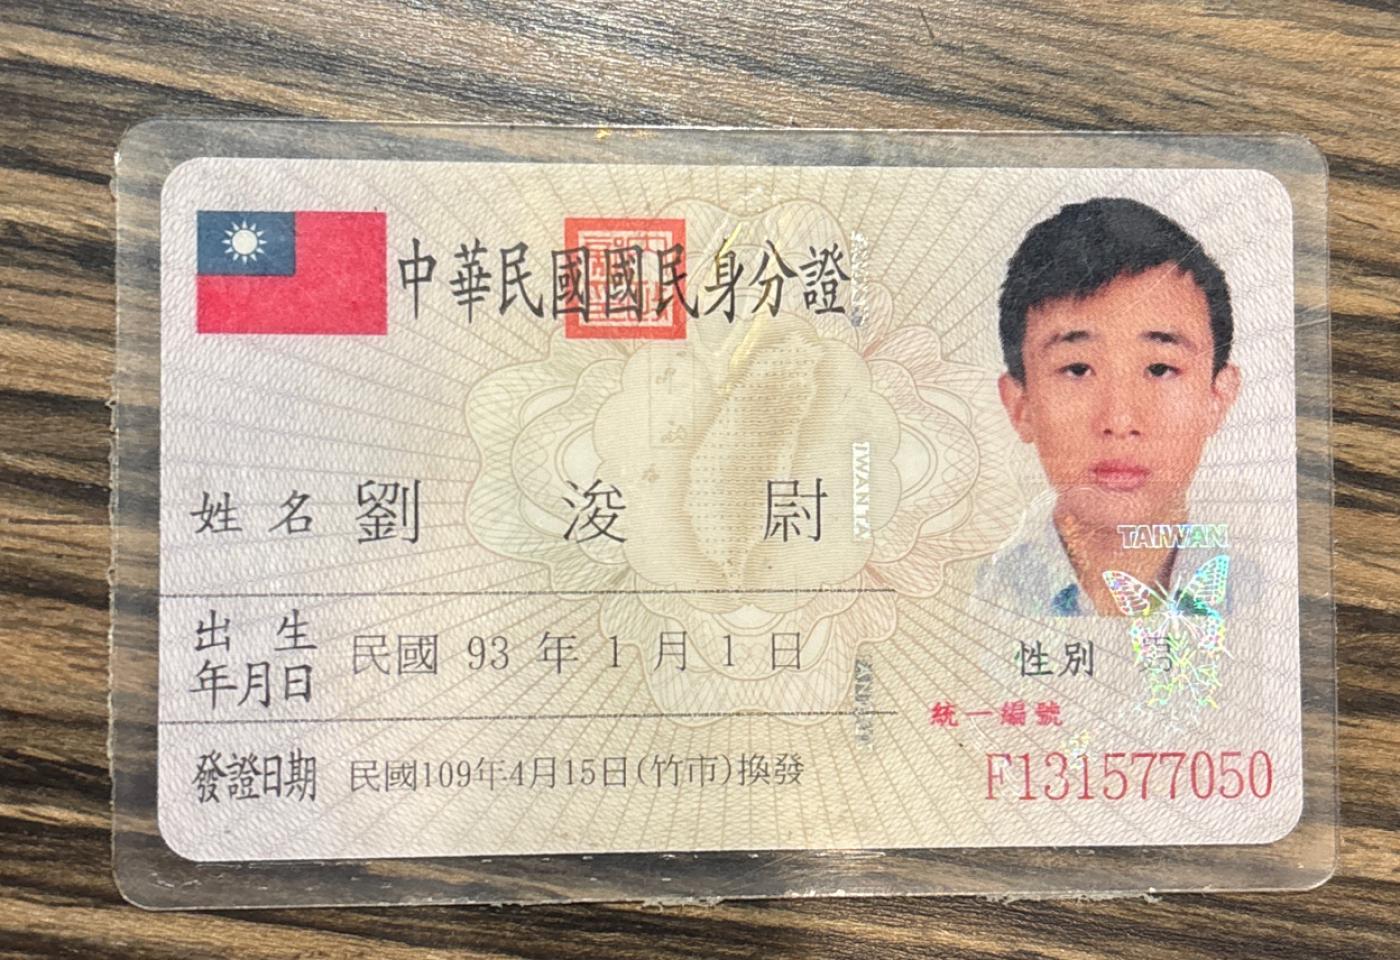 中華民國國民身分證
姓名 劉浚尉
出生年月日 民國 93 年 1 月 1 日
性別 男
發證日期 民國109年4月15日(竹市)換發
統一編號
F131577050
TAIWAN